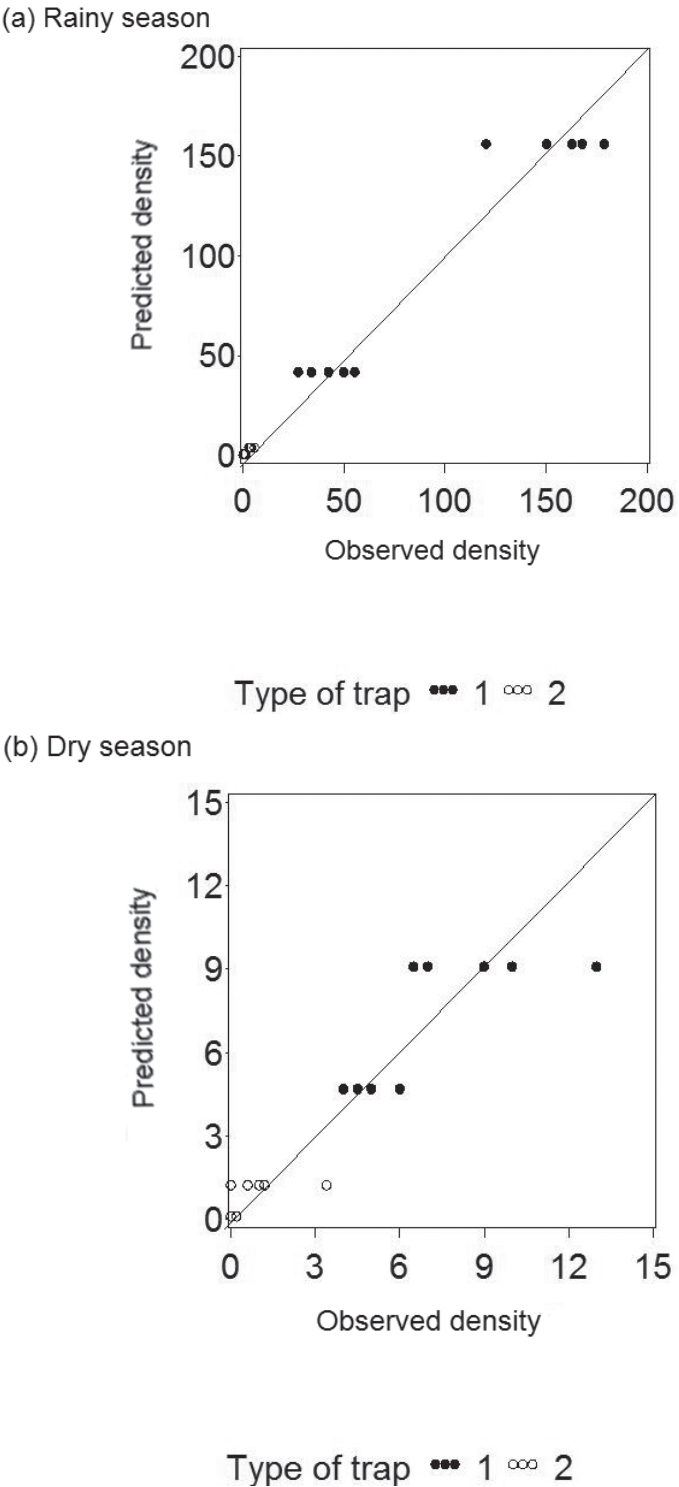 (a) Rainy season
200
150
100
50
0
Predicted density
0 50 100 150 200
Observed density
Type of trap 1 2
(b) Dry season
15
12
9
6
3
0
Predicted density
0 3 6 9 12 15
Observed density
Type of trap 1 2